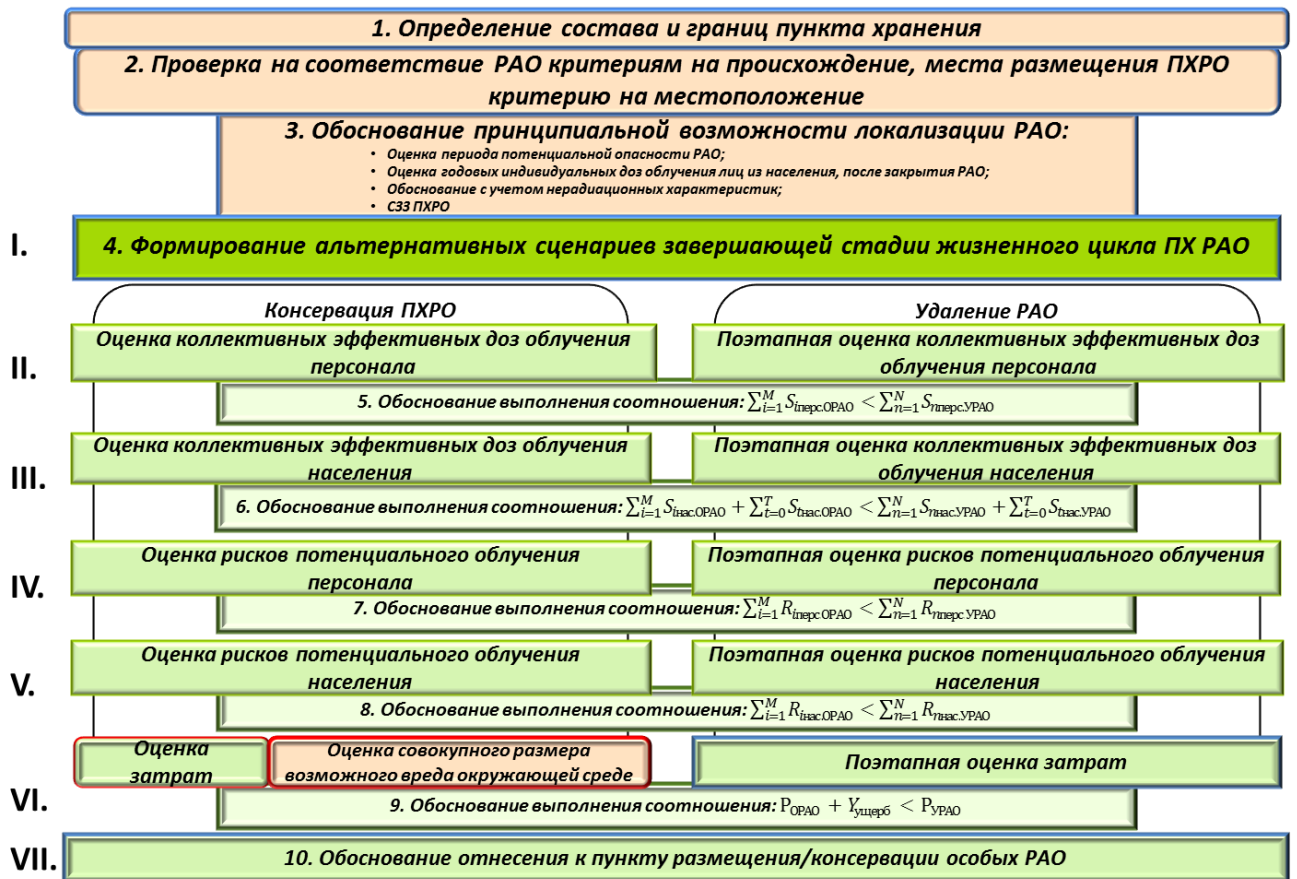 1. Определение состава и границ пункта хранения
2. Проверка на соответствие РАО критериям на происхождение, места размещения ПХРО
критерию на местоположение
3. Обоснование принципиальной возможности локализации РАО:
• Оценка периода потенциальной опасности РАО;
• Оценка годовых индивидуальных доз облучения лиц из населения, после закрытия РАО;
• Обоснование с учетом нерадиационных характеристик;
• СЗЗ ПХРО
I.
4. Формирование альтернативных сценариев завершающей стадии жизненного цикла ПХ РАО
Консервация ПХРО
Удаление РАО
II.
Оценка коллективных эффективных доз облучения
персонала
Поэтапная оценка коллективных эффективных доз
облучения персонала
5. Обоснование выполнения соотношения: ∑_{i=1}^{M} S_{iперс.ОРАО} < ∑_{n=1}^{N} S_{nперс.УРАО}
III.
Оценка коллективных эффективных доз облучения
населения
Поэтапная оценка коллективных эффективных доз
облучения населения
6. Обоснование выполнения соотношения: ∑_{i=1}^{M} S_{iнас.ОРАО} + ∑_{t=0}^{T} S_{tнас.ОРАО} < ∑_{n=1}^{N} S_{nнас.УРАО} + ∑_{t=0}^{T} S_{tнас.УРАО}
IV.
Оценка рисков потенциального облучения
персонала
Поэтапная оценка рисков потенциального облучения
персонала
7. Обоснование выполнения соотношения: ∑_{i=1}^{M} R_{iперс.ОРАО} < ∑_{n=1}^{N} R_{nперс.УРАО}
V.
Оценка рисков потенциального облучения
населения
Поэтапная оценка рисков потенциального облучения
населения
8. Обоснование выполнения соотношения: ∑_{i=1}^{M} R_{iнас.ОРАО} < ∑_{n=1}^{N} R_{nнас.УРАО}
Оценка
затрат
Оценка совокупного размера
возможного вреда окружающей среде
Поэтапная оценка затрат
VI.
9. Обоснование выполнения соотношения: P_{ОРАО} + Y_{ущерб} < P_{УРАО}
VII.
10. Обоснование отнесения к пункту размещения/консервации особых РАО